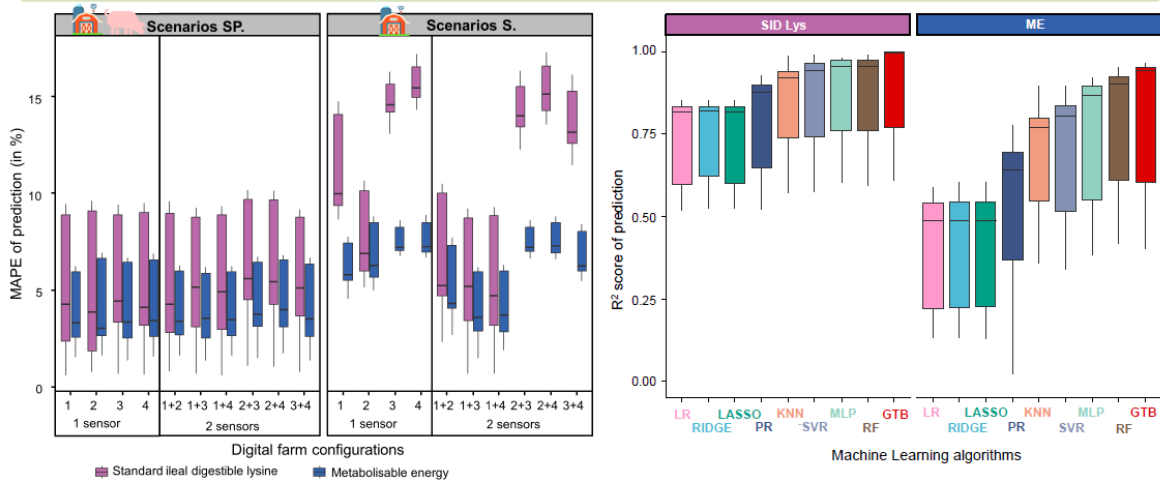 Scenarios SP.
Scenarios S.
MAPE of prediction (in %)
15
10
5
0
1 2 3 4 1+2 1+3 1+4 2+3 2+4 3+4
1 sensor 2 sensors
1 2 3 4 1+2 1+3 1+4 2+3 2+4 3+4
1 sensor 2 sensors
Digital farm configurations
Standard ileal digestible lysine Metabolisable energy
SID Lys
ME
R² score of prediction
1.00
0.75
0.50
0.25
0.00
LR LASSO KNN MLP GTB
RIDGE PR SVR RF
LR LASSO KNN MLP GTB
RIDGE PR SVR RF
Machine Learning algorithms